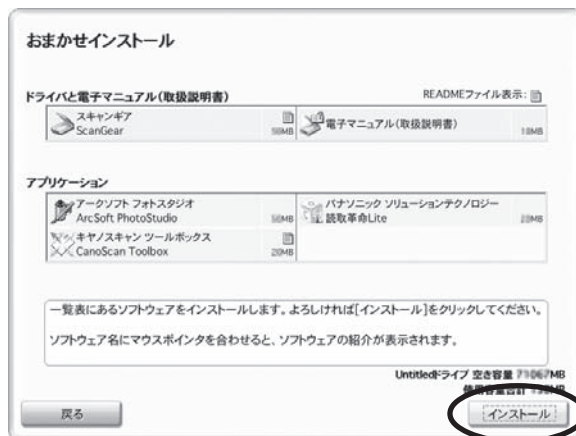 おまかせインストール
ドライバと電子マニュアル(取扱説明書)
READMEファイル表示:
スキャンギア
ScanGear
50MB
電子マニュアル(取扱説明書)
アプリケーション
アークソフト フォトスタジオ
ArcSoft PhotoStudio
50MB
パナソニック ソリューションテクノロジー
読取革命Lite
キヤノスキャン ツールボックス
CanoScan Toolbox
20MB
一覧表にあるソフトウェアをインストールします。よろしければ[インストール]をクリックしてください。
ソフトウェア名にマウスポインタを合わせると、ソフトウェアの紹介が表示されます。
Untitledドライブ 空き容量
戻る
インストール